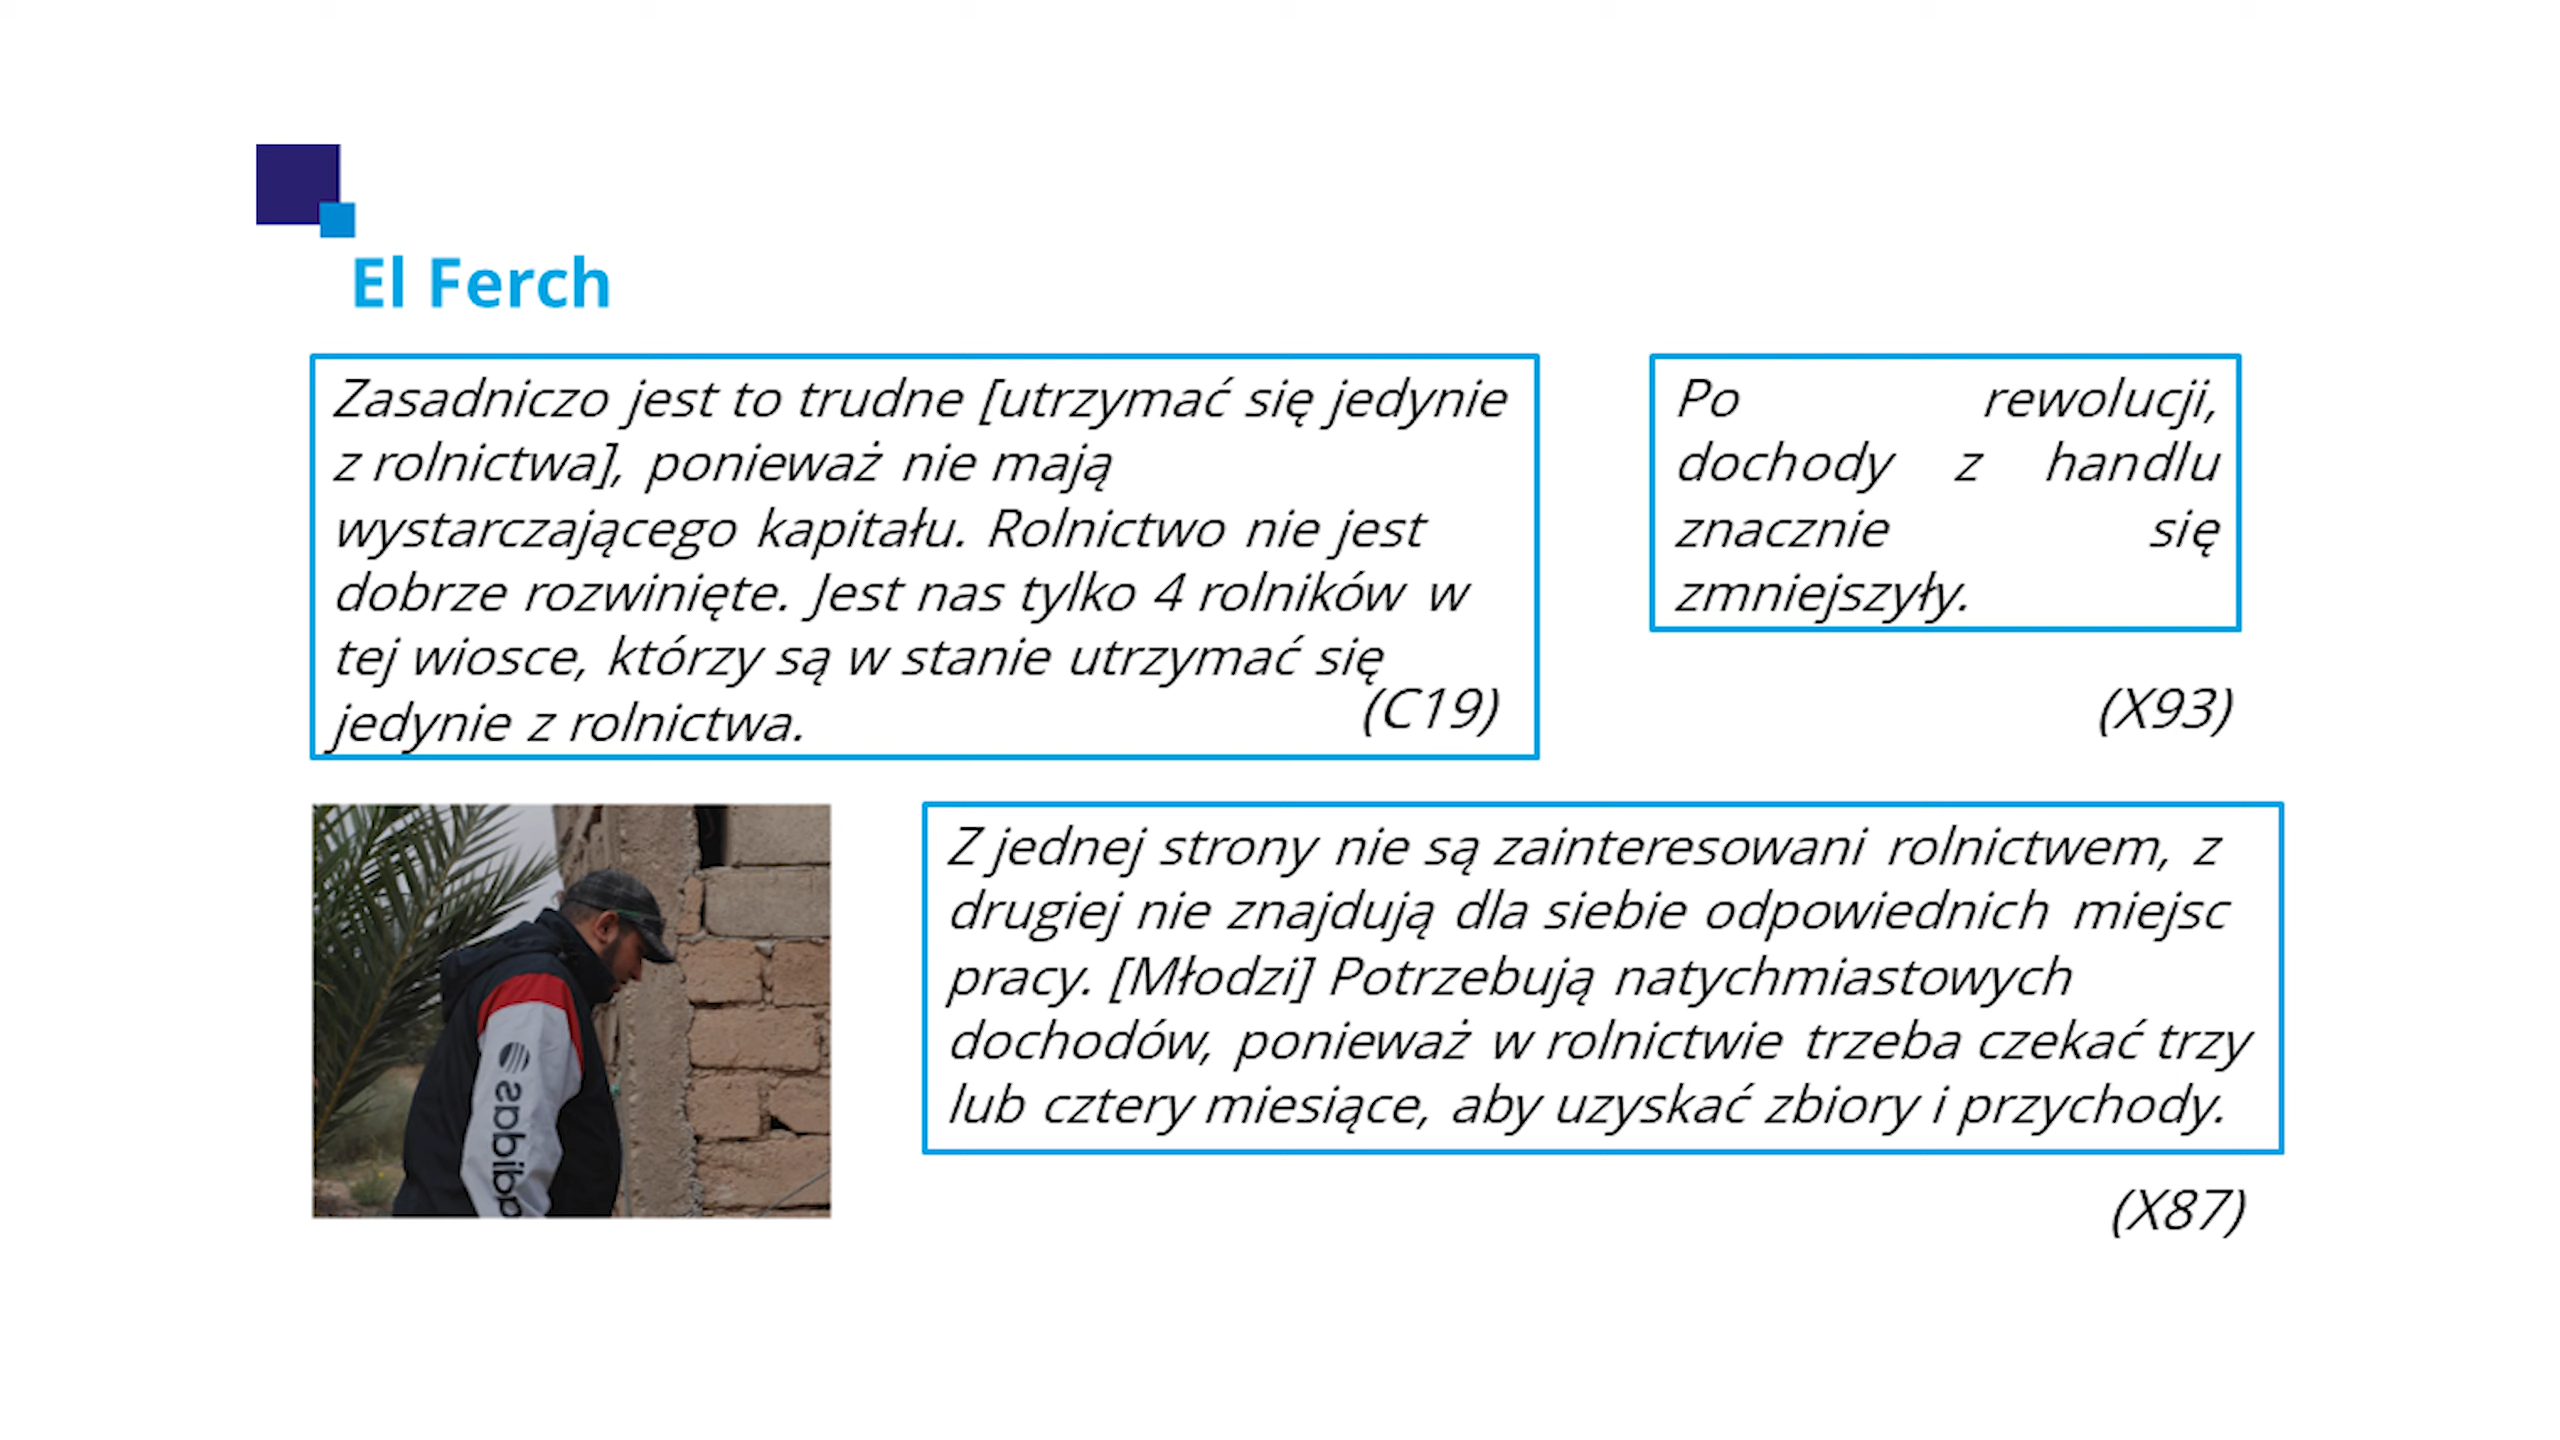 El Ferch
Zasadniczo jest to trudne [utrzymać się jedynie
z rolnictwa], ponieważ nie mają
wystarczającego kapitału. Rolnictwo nie jest
dobrze rozwinięte. Jest nas tylko 4 rolników w
tej wiosce, którzy są w stanie utrzymać się
jedynie z rolnictwa.
(C19)
Po rewolucji,
dochody z handlu
znacznie się
zmniejszyły.
(X93)
Z jednej strony nie są zainteresowani rolnictwem, z
drugiej nie znajdują dla siebie odpowiednich miejsc
pracy. [Młodzi] Potrzebują natychmiastowych
dochodów, ponieważ w rolnictwie trzeba czekać trzy
lub cztery miesiące, aby uzyskać zbiory i przychody.
(X87)
adidas